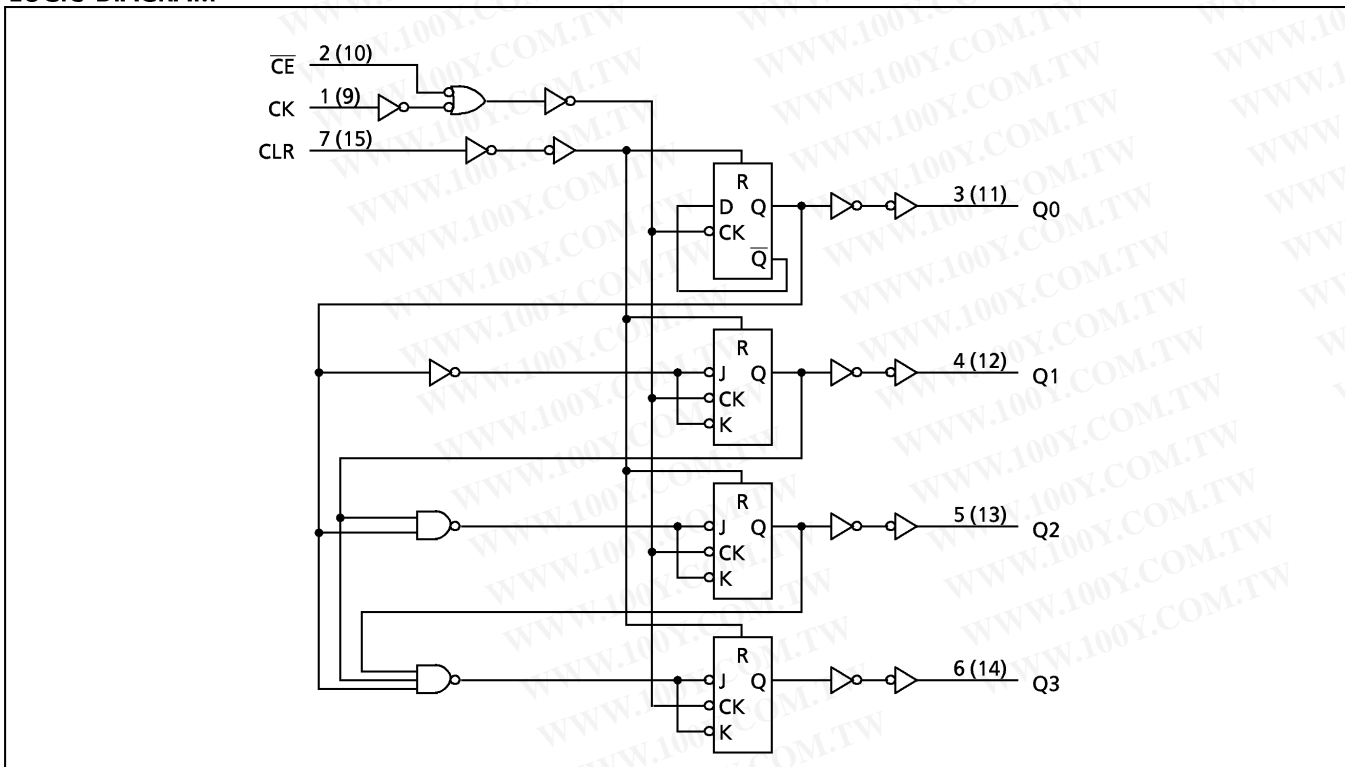 LOGIC DIAGRAM
C̅E̅ 2 (10)
CK 1 (9)
CLR 7 (15)
R
D Q
CK
Q̅
3 (11) Q0
R
J Q
CK
K
4 (12) Q1
R
J Q
CK
K
5 (13) Q2
R
J Q
CK
K
6 (14) Q3
WWW.100Y.COM.TW